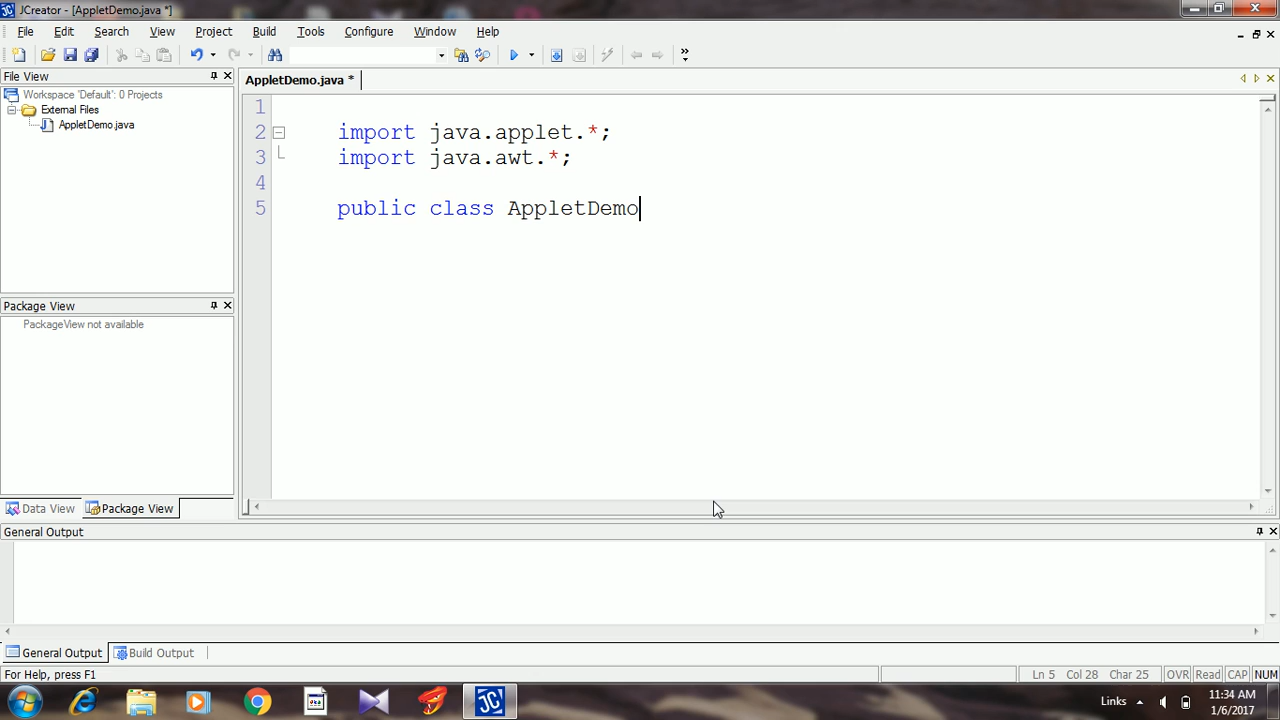 JCreator - [AppletDemo.java *]
File Edit Search View Project Build Tools Configure Window Help
File View
AppletDemo.java *
Workspace 'Default': 0 Projects
External Files
AppletDemo.java
1
2 import java.applet.*;
3 import java.awt.*;
4
5 public class AppletDemo
Package View
PackageView not available
Data View Package View
General Output
General Output Build Output
For Help, press F1 Ln 5 Col 28 Char 25 OVR Read CAP NUM
JC Links 11:34 AM
1/6/2017